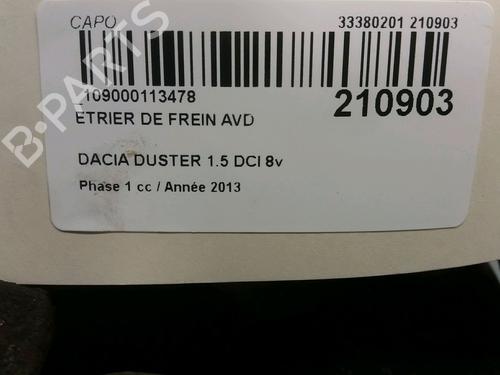 CAPO
33380201 210903
109000113478
210903
ETRIER DE FREIN AVD
DACIA DUSTER 1.5 DCI 8v
Phase 1 cc / Année 2013
B-PARTS